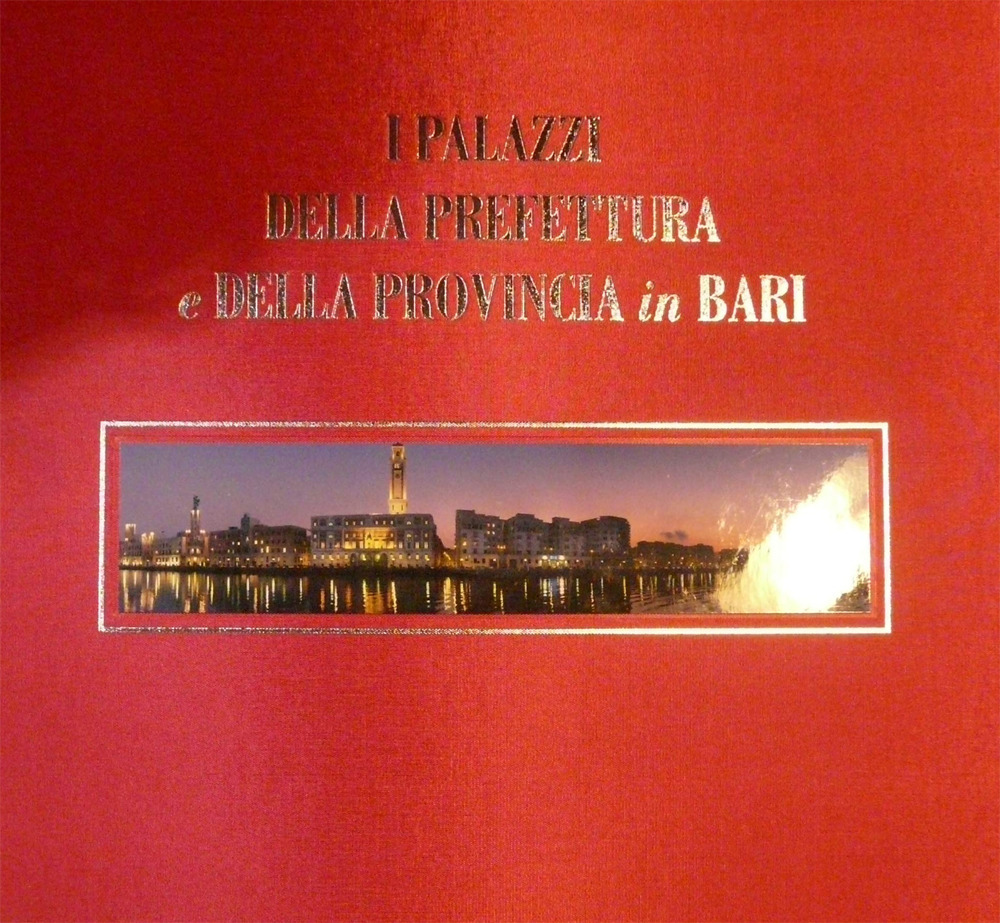 I PALAZZI
DELLA PREFETTURA
e DELLA PROVINCIA in BARI